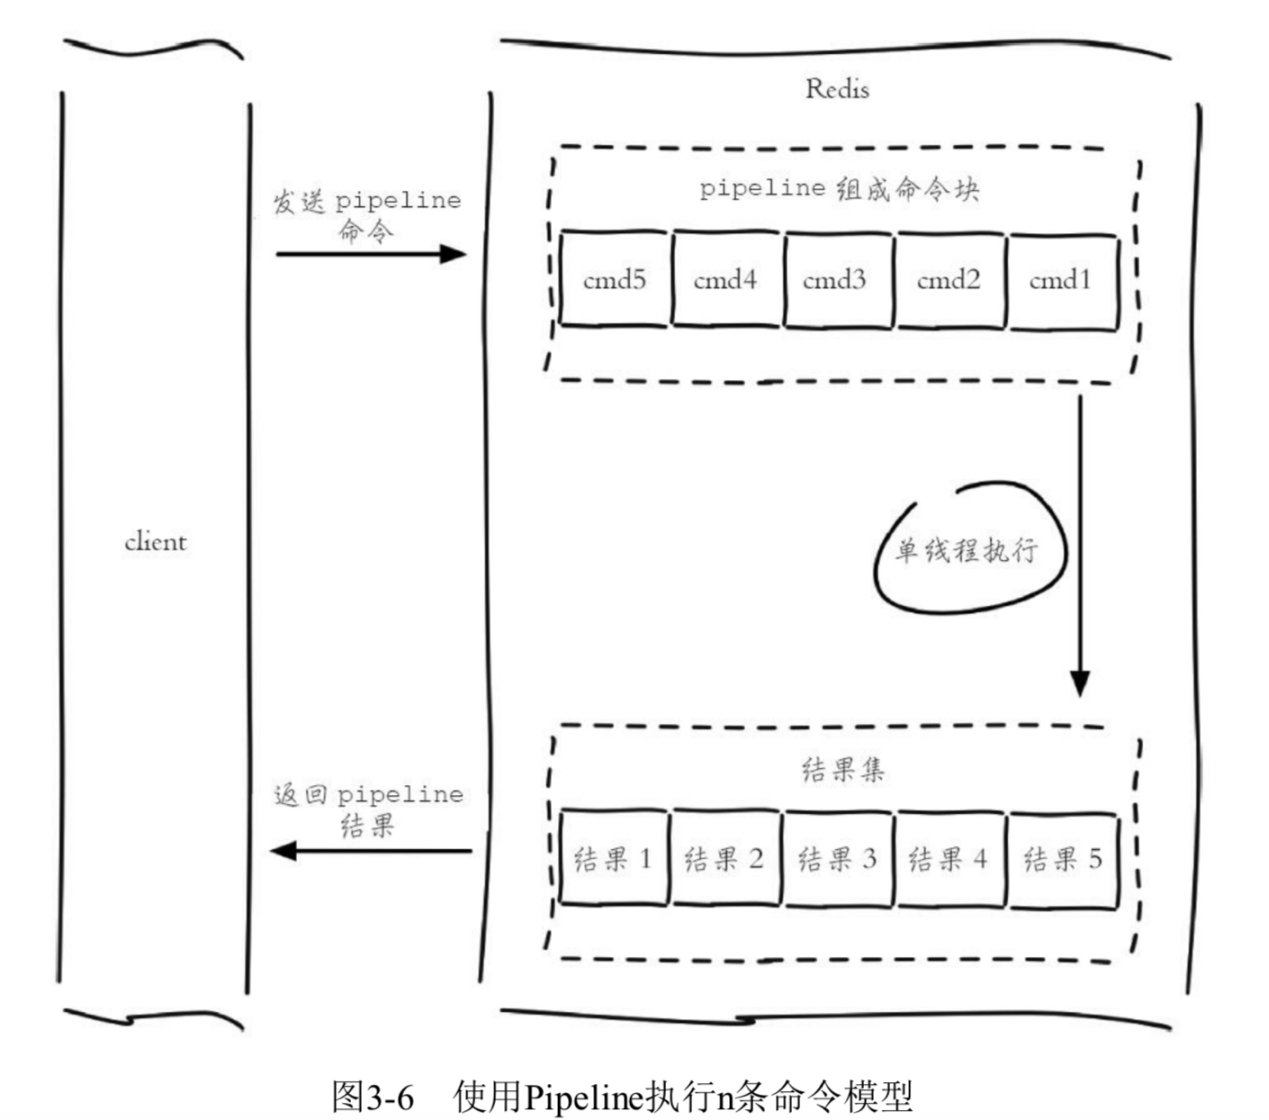 Redis
发送 pipeline
命令
pipeline 组成命令块
cmd5 cmd4 cmd3 cmd2 cmd1
client
单线程执行
返回 pipeline
结果
结果集
结果 1 结果 2 结果 3 结果 4 结果 5
图3-6 使用Pipeline执行n条命令模型